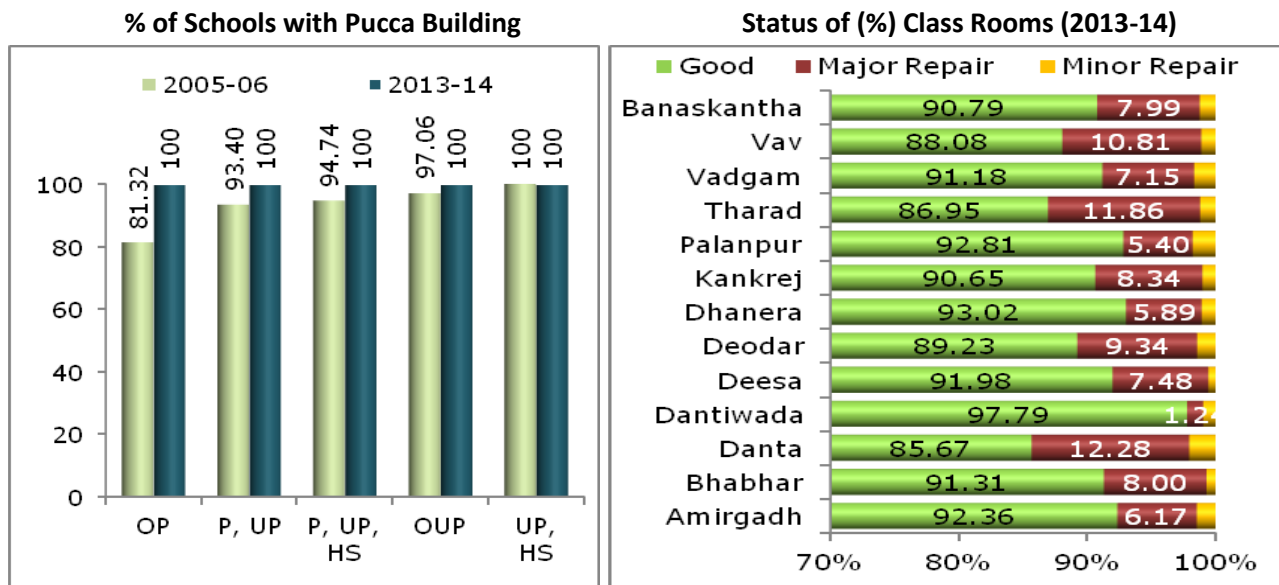 % of Schools with Pucca Building
2005-06 2013-14
81.32 100 93.40 100 94.74 100 97.06 100 100 100
100
80
60
40
20
0
OP P, UP P, UP, HS OUP UP, HS
Status of (%) Class Rooms (2013-14)
Good Major Repair Minor Repair
Banaskantha 90.79 7.99
Vav 88.08 10.81
Vadgam 91.18 7.15
Tharad 86.95 11.86
Palanpur 92.81 5.40
Kankrej 90.65 8.34
Dhanera 93.02 5.89
Deodar 89.23 9.34
Deesa 91.98 7.48
Dantiwada 97.79 1.24
Danta 85.67 12.28
Bhabhar 91.31 8.00
Amirgadh 92.36 6.17
70% 80% 90% 100%